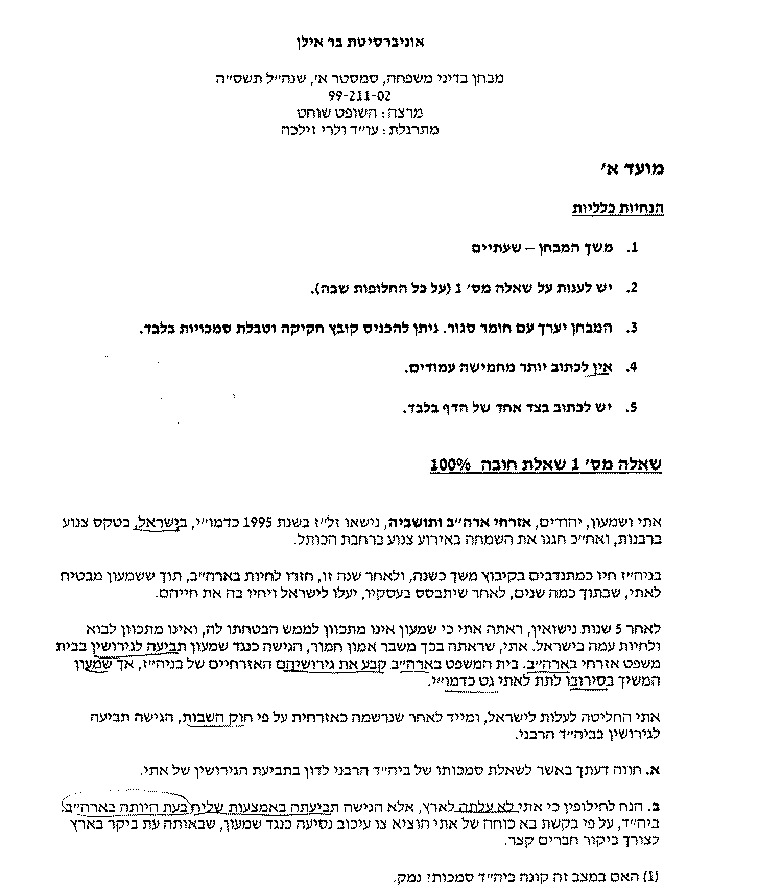 אוניברסיטת בר אילן
מבחן בדיני משפחה, סמסטר א', שנה"ל תשס"ה
99-211-02
מרצה: השופט שוחט
מתרגלת: עו"ד ולרי זילכה
מועד א'
הנחיות כלליות
1. משך המבחן – שעתיים
2. יש לענות על שאלה מס' 1 (על כל החלופות שבה).
3. המבחן יערך עם חומר סגור. ניתן להכניס קובץ חקיקה וטבלת סמכויות בלבד.
4. אין לכתוב יותר מחמישה עמודים.
5. יש לכתוב בצד אחד של הדף בלבד.
שאלה מס' 1 שאלת חובה 100%
אתי ושמעון, יהודים, אזרחי ארה"ב ותושביה, נישאו זל"ז בשנת 1995 כדמו"י, בישראל, בטקס צנוע
ברבנות, ואח"כ חגגו את השמחה באירוע צנוע ברחבת הכותל.
בניה"ז חיו כמתנדבים בקיבוץ משך כשנה, ולאחר שנה זו, חזרו לחיות בארה"ב, תוך ששמעון מבטיח
לאתי, שבתוך כמה שנים, לאחר שיתבסס בעסקיו, יעלו לישראל ויחיו בה את חייהם.
לאחר 5 שנות נישואין, ראתה אתי כי שמעון אינו מתכוון לממש הבטחתו לה, ואינו מתכוון לבוא
ולחיות עמה בישראל. אתי, שראתה בכך משבר אמון חמור, הגישה כנגד שמעון תביעה לגירושין בבית
משפט אזרחי בארה"ב. בית המשפט בארה"ב קבע את גירושיהם האזרחיים של בניה"ז, אך שמעון
המשיך בסירובו לתת לאתי גט כדמו"י.
אתי החליטה לעלות לישראל, ומייד לאחר שנרשמה כאזרחית על פי חוק השבות, הגישה תביעה
לגירושין בביה"ד הרבני.
א. חווה דעתך באשר לשאלת סמכותו של ביה"ד הרבני לדון בתביעת הגירושין של אתי.
ב. הנח לחילופין כי אתי לא עלתה לארץ, אלא הגישה תביעתה באמצעות שליח בעת היותה בארה"ב
ביה"ד, על פי בקשת בא כוחה של אתי הוציא צו עיכוב נסיעה כנגד שמעון, שבאותה עת ביקר בארץ
לצורך ביקור חברים קצר.
(1) האם במצב זה קונה ביה"ד סמכות? נמק.